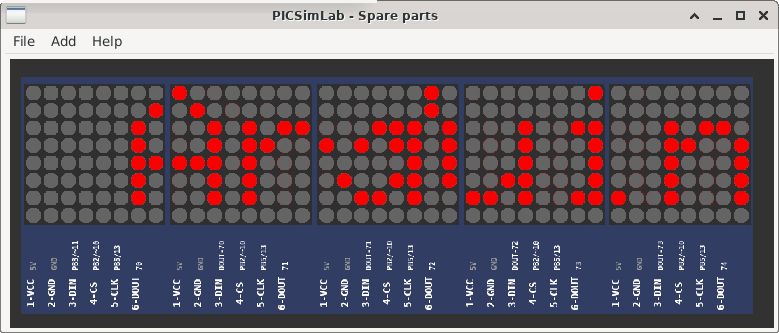 PICSimLab - Spare parts
File Add Help
Arduin
1-VCC 5V
2-GND GND
3-DIN PB3/~11
4-CS PB2/~10
5-CLK PB5/13
6-DOUT 70
1-VCC 5V
2-GND GND
3-DIN DOUT-70
4-CS PB2/~10
5-CLK PB5/13
6-DOUT 71
1-VCC 5V
2-GND GND
3-DIN DOUT-71
4-CS PB2/~10
5-CLK PB5/13
6-DOUT 72
1-VCC 5V
2-GND GND
3-DIN DOUT-72
4-CS PB2/~10
5-CLK PB5/13
6-DOUT 73
1-VCC 5V
2-GND GND
3-DIN DOUT-73
4-CS PB2/~10
5-CLK PB5/13
6-DOUT 74